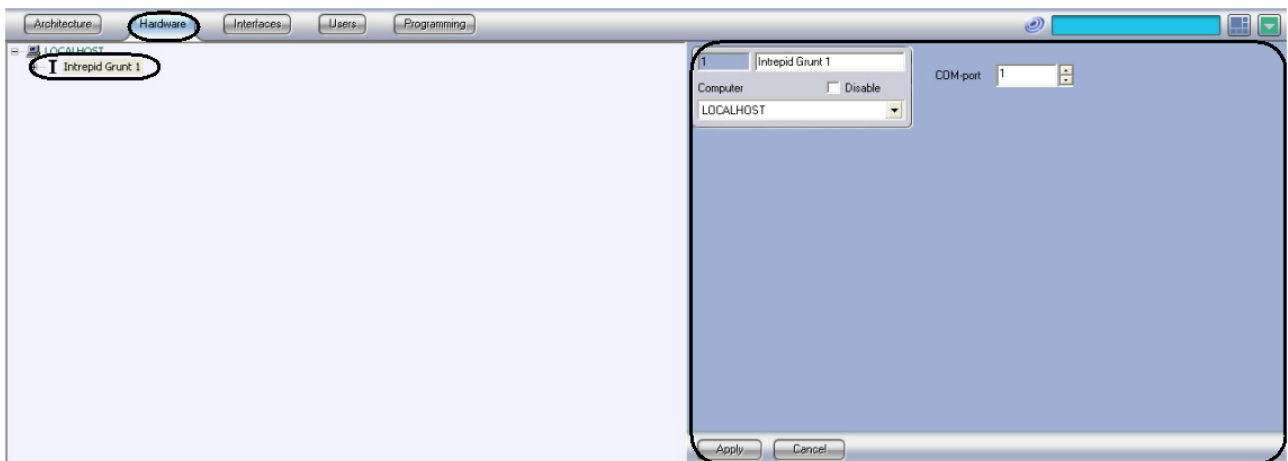 Architecture Hardware Interfaces Users Programming
LOCALHOST
Intrepid Grunt 1
1 Intrepid Grunt 1
COM-port 1
Computer Disable
LOCALHOST
Apply Cancel